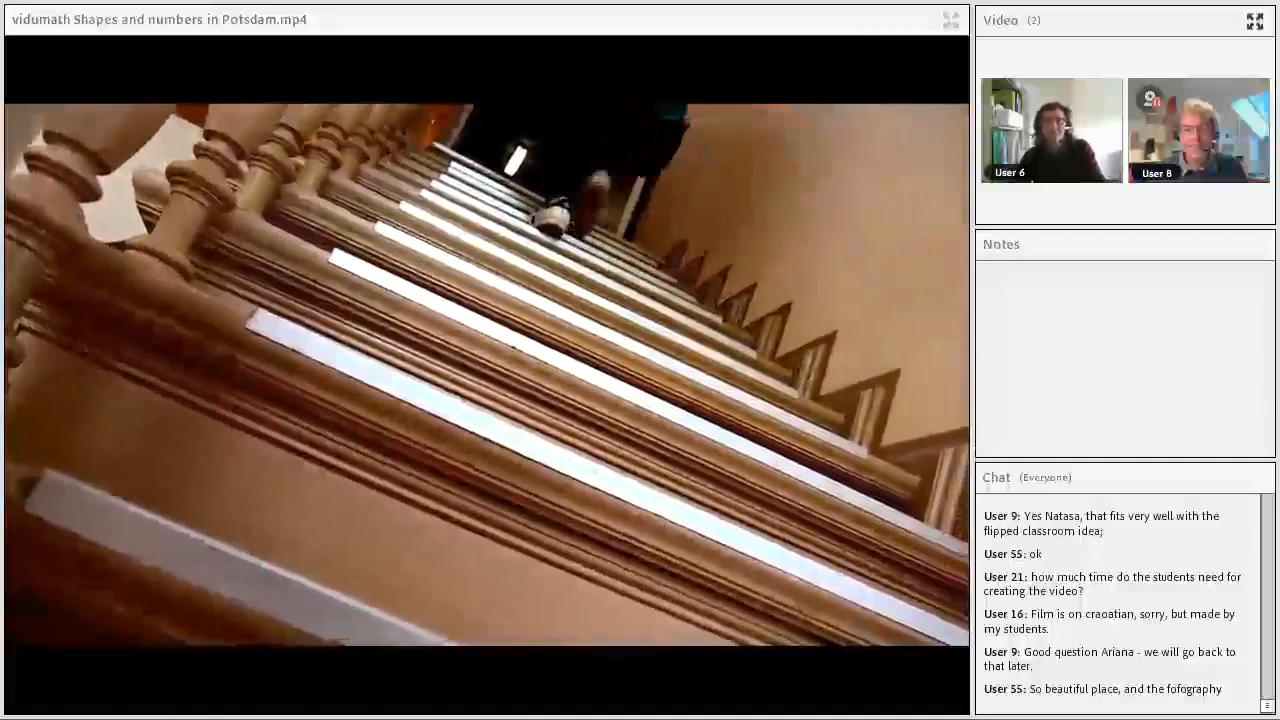 vidumath Shapes and numbers in Potsdam.mp4
Video (2)
User 6
User 8
Notes
Chat (Everyone)
User 9: Yes Natasa, that fits very well with the
flipped classroom idea;
User 55: ok
User 21: how much time do the students need for
creating the video?
User 16: Film is on craoatian, sorry, but made by
my students.
User 9: Good question Ariana - we will go back to
that later.
User 55: So beautiful place, and the fofography